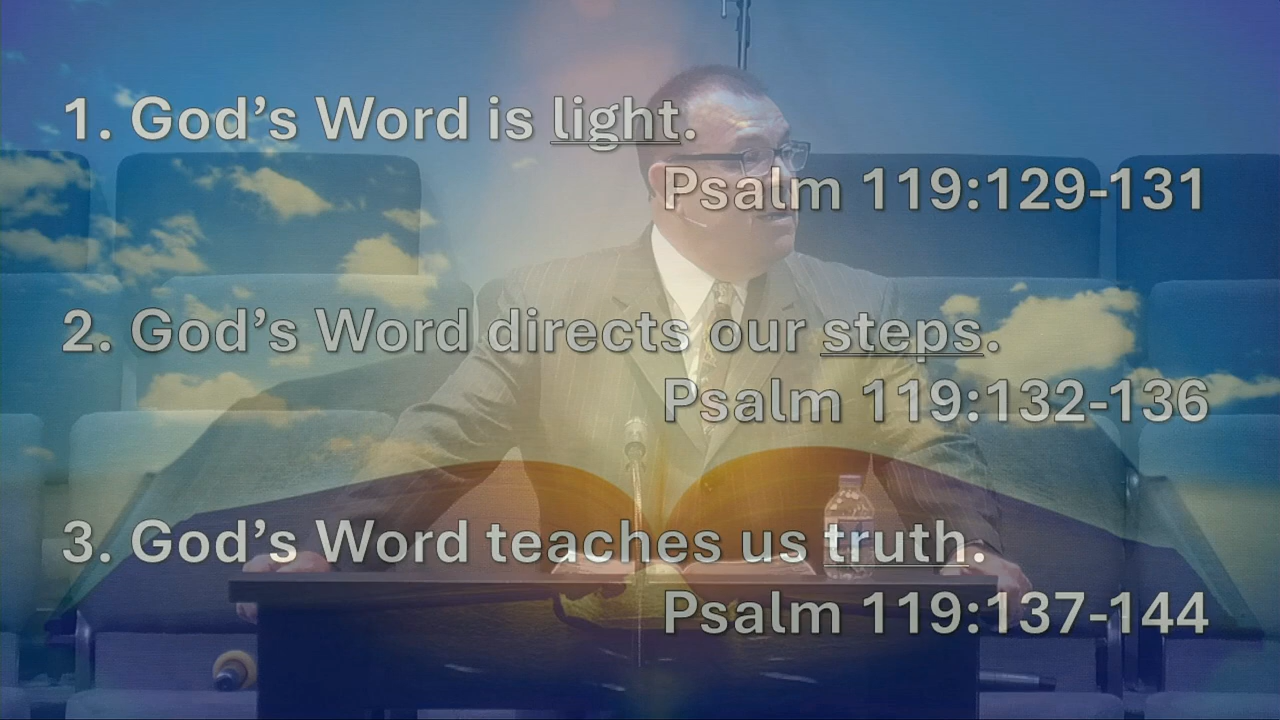 1. God’s Word is light.
Psalm 119:129-131
2. God’s Word directs our steps.
Psalm 119:132-136
3. God’s Word teaches us truth.
Psalm 119:137-144